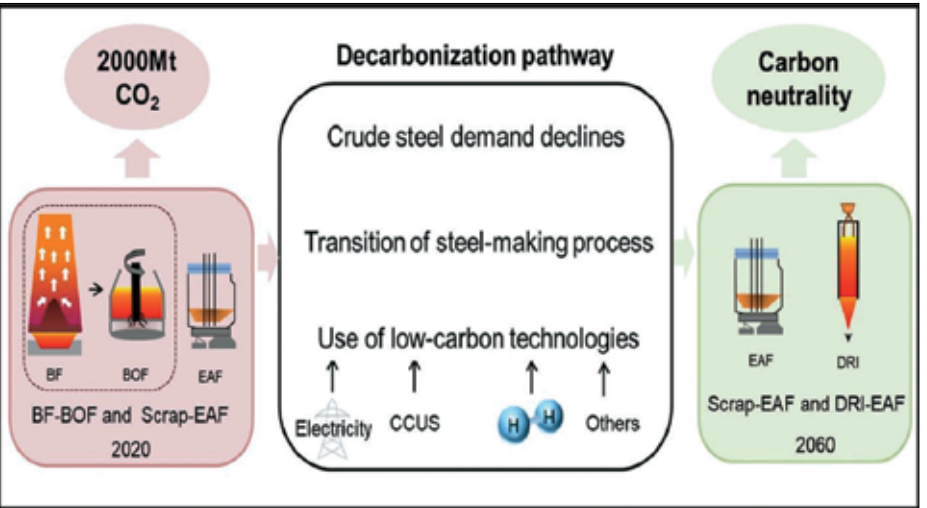 2000Mt
CO₂
BF
BOF
EAF
BF-BOF and Scrap-EAF
2020
Decarbonization pathway
Crude steel demand declines
Transition of steel-making process
Use of low-carbon technologies
Electricity
CCUS
H H
Others
Carbon
neutrality
EAF
DRI
Scrap-EAF and DRI-EAF
2060